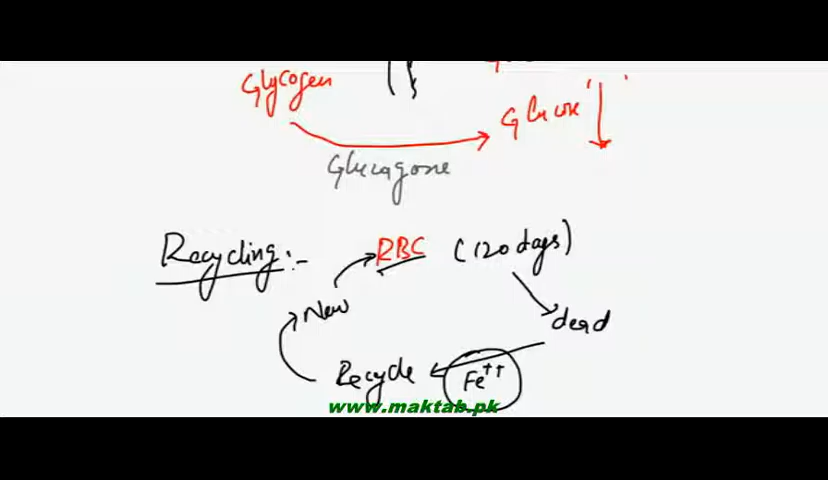 Glycogen
Glucose
Glucagone
Recycling:-
RBC (120 days)
New
dead
Recycle
Fe++
www.maktab.pk